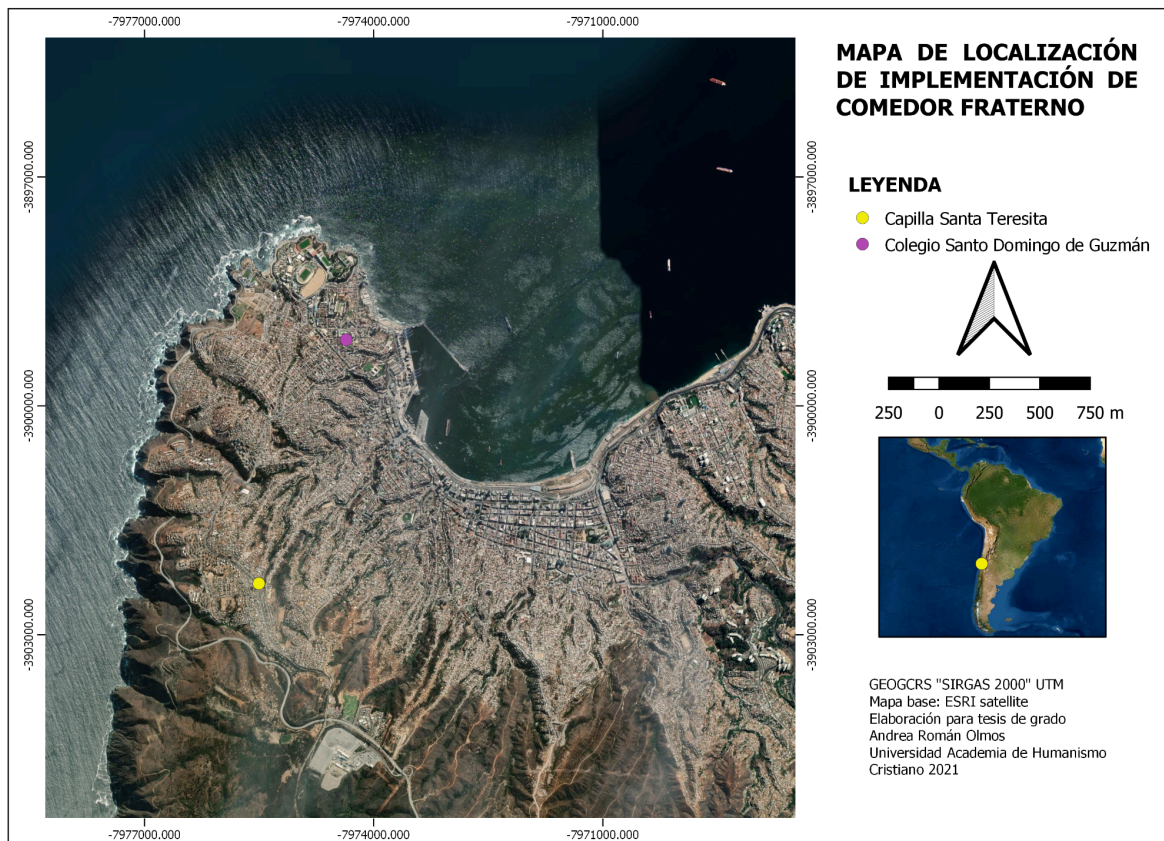 -7977000.000
-7974000.000
-7971000.000
MAPA DE LOCALIZACIÓN
DE IMPLEMENTACIÓN DE
COMEDOR FRATERNO
-3897000.000
-3897000.000
LEYENDA
Capilla Santa Teresita
Colegio Santo Domingo de Guzmán
-3900000.000
-3900000.000
250 0 250 500 750 m
-3903000.000
-3903000.000
GEOGCRS "SIRGAS 2000" UTM
Mapa base: ESRI satellite
Elaboración para tesis de grado
Andrea Román Olmos
Universidad Academia de Humanismo
Cristiano 2021
-7977000.000
-7974000.000
-7971000.000